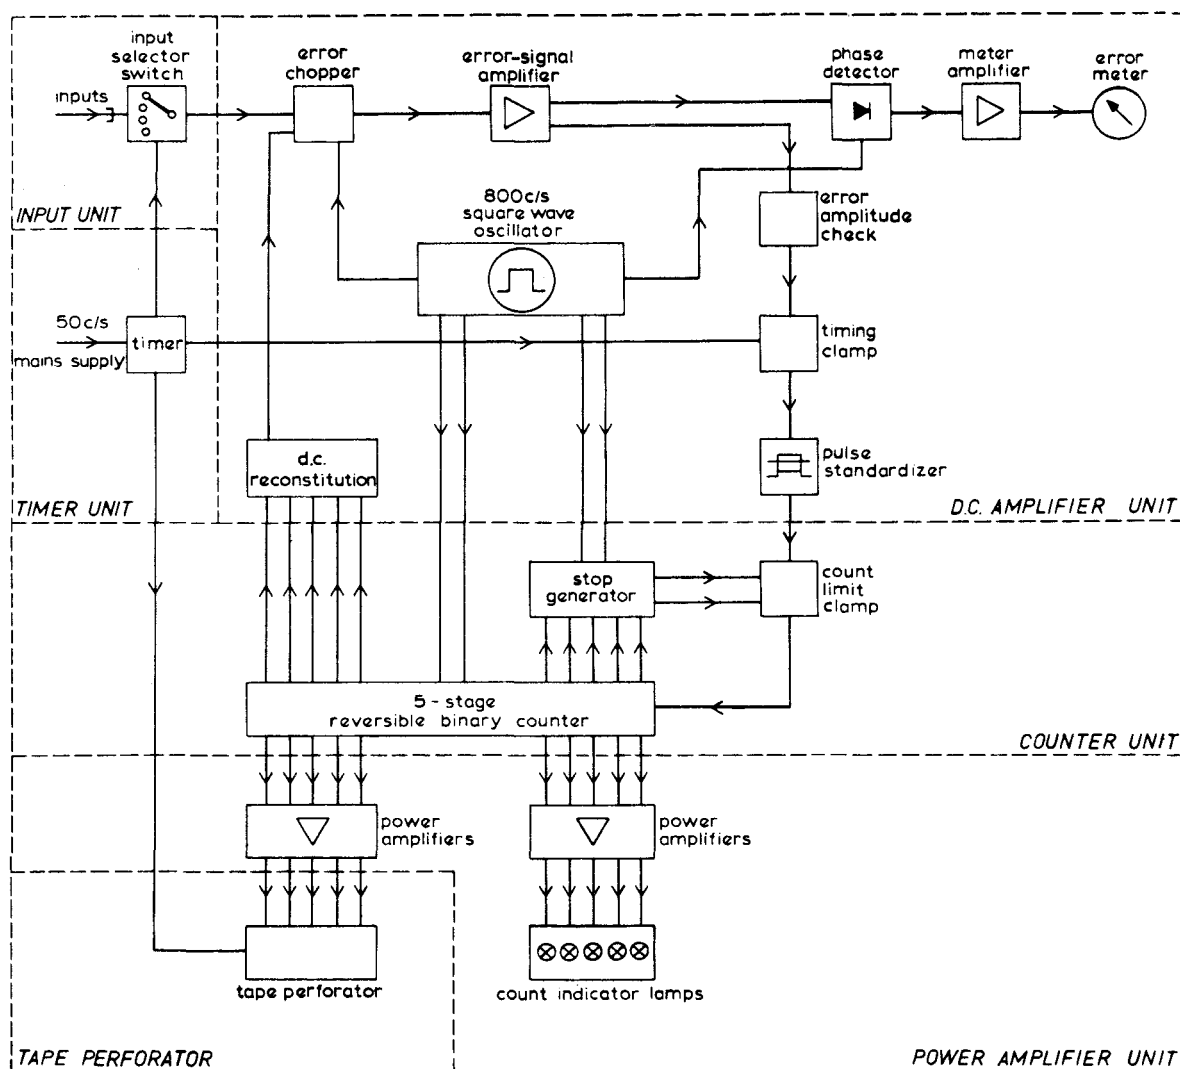 input
selector
switch
error
chopper
error-signal
amplifier
phase
detector
meter
amplifier
error
meter
inputs
INPUT UNIT
800c/s
square wave
oscillator
error
amplitude
check
50c/s
mains supply
timer
timing
clamp
d.c.
reconstitution
pulse
standardizer
TIMER UNIT
D.C. AMPLIFIER UNIT
stop
generator
count
limit
clamp
5-stage
reversible binary counter
COUNTER UNIT
power
amplifiers
power
amplifiers
tape perforator
count indicator lamps
TAPE PERFORATOR
POWER AMPLIFIER UNIT